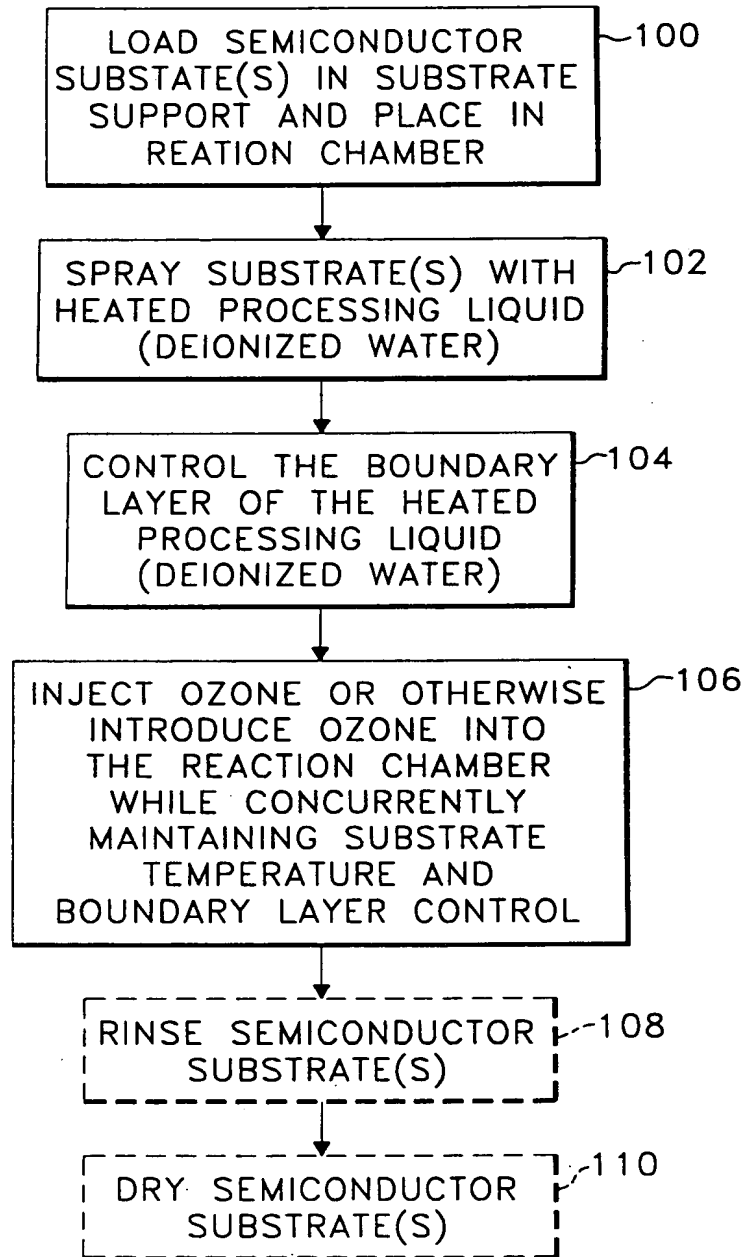 LOAD SEMICONDUCTOR
SUBSTATE(S) IN SUBSTRATE
SUPPORT AND PLACE IN
REATION CHAMBER
100
SPRAY SUBSTRATE(S) WITH
HEATED PROCESSING LIQUID
(DEIONIZED WATER)
102
CONTROL THE BOUNDARY
LAYER OF THE HEATED
PROCESSING LIQUID
(DEIONIZED WATER)
104
INJECT OZONE OR OTHERWISE
INTRODUCE OZONE INTO
THE REACTION CHAMBER
WHILE CONCURRENTLY
MAINTAINING SUBSTRATE
TEMPERATURE AND
BOUNDARY LAYER CONTROL
106
RINSE SEMICONDUCTOR
SUBSTRATE(S)
108
DRY SEMICONDUCTOR
SUBSTRATE(S)
110